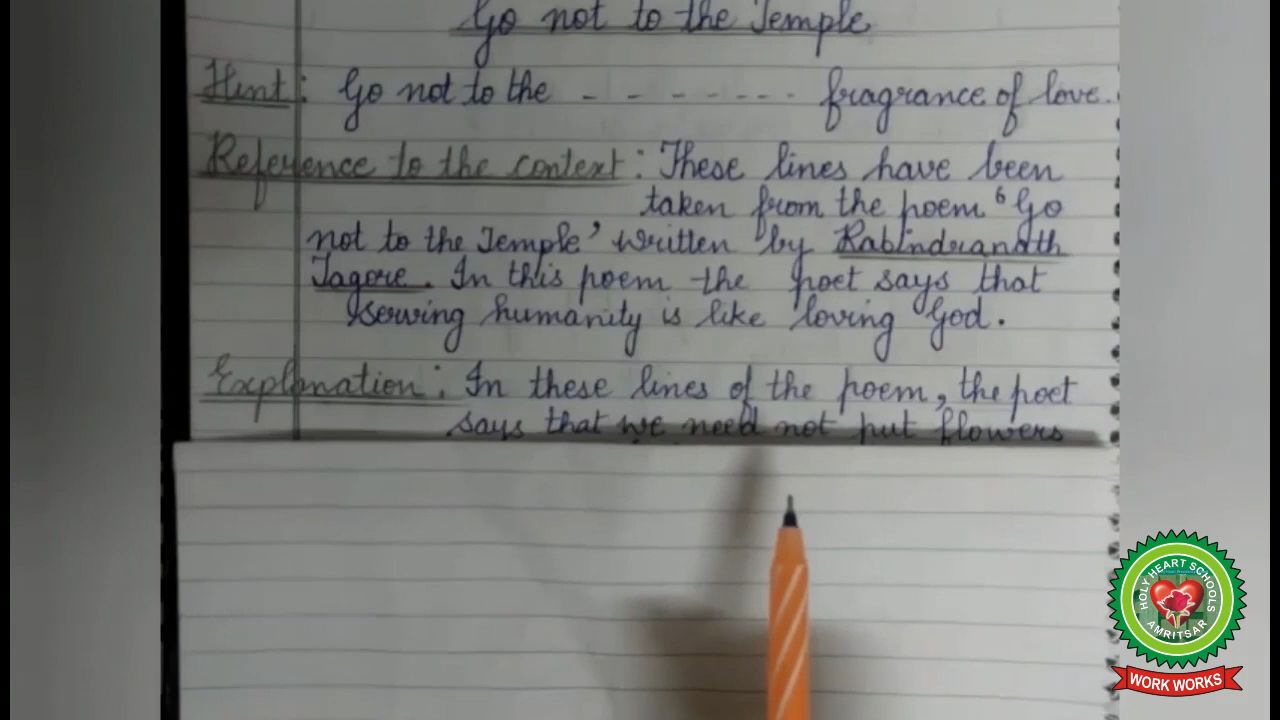 Go not to the Temple
Hint: Go not to the - - - - - - - - fragrance of love.
Reference to the context: These lines have been
taken from the poem ‘Go
not to the Temple’ written by Rabindranath
Tagore. In this poem the poet says that
serving humanity is like loving God.
Explanation: In these lines of the poem, the poet
says that we need not put flowers
HOLY HEART SCHOOLS
AMRITSAR
WORK WORKS